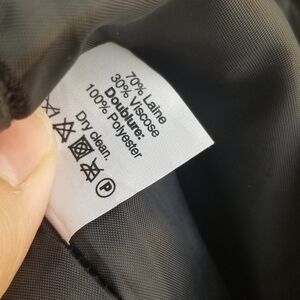 70% Laine
30% Viscose
Doublure:
100% Polyester
Dry clean.
P